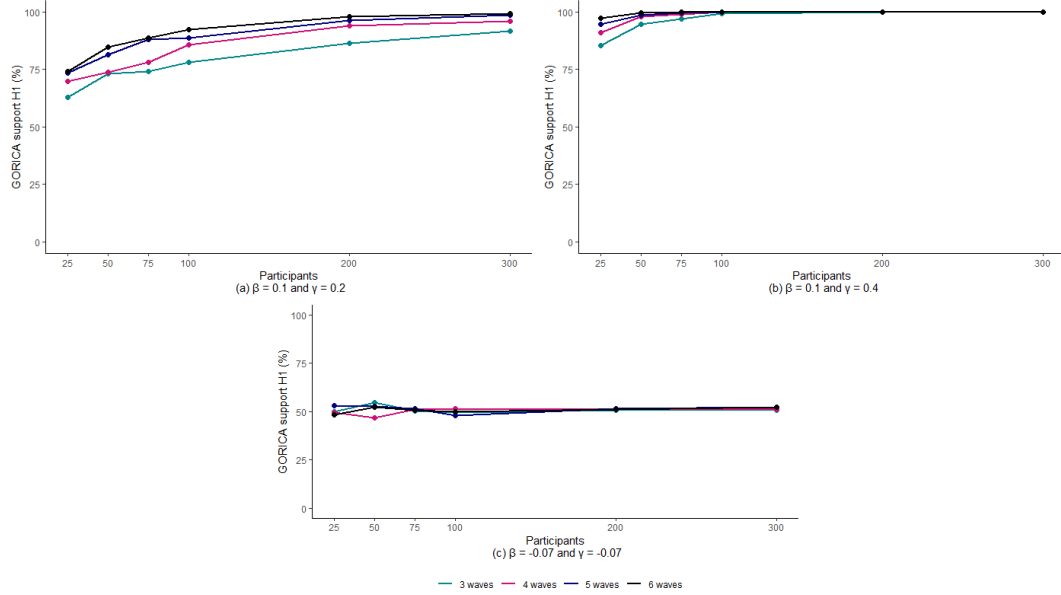 GORICA support H1 (%)
100
75
50
25
0
25 50 75 100 200 300
Participants
(a) β = 0.1 and γ = 0.2
GORICA support H1 (%)
100
75
50
25
0
25 50 75 100 200 300
Participants
(b) β = 0.1 and γ = 0.4
GORICA support H1 (%)
100
75
50
25
0
25 50 75 100 200 300
Participants
(c) β = -0.07 and γ = -0.07
3 waves 4 waves 5 waves 6 waves